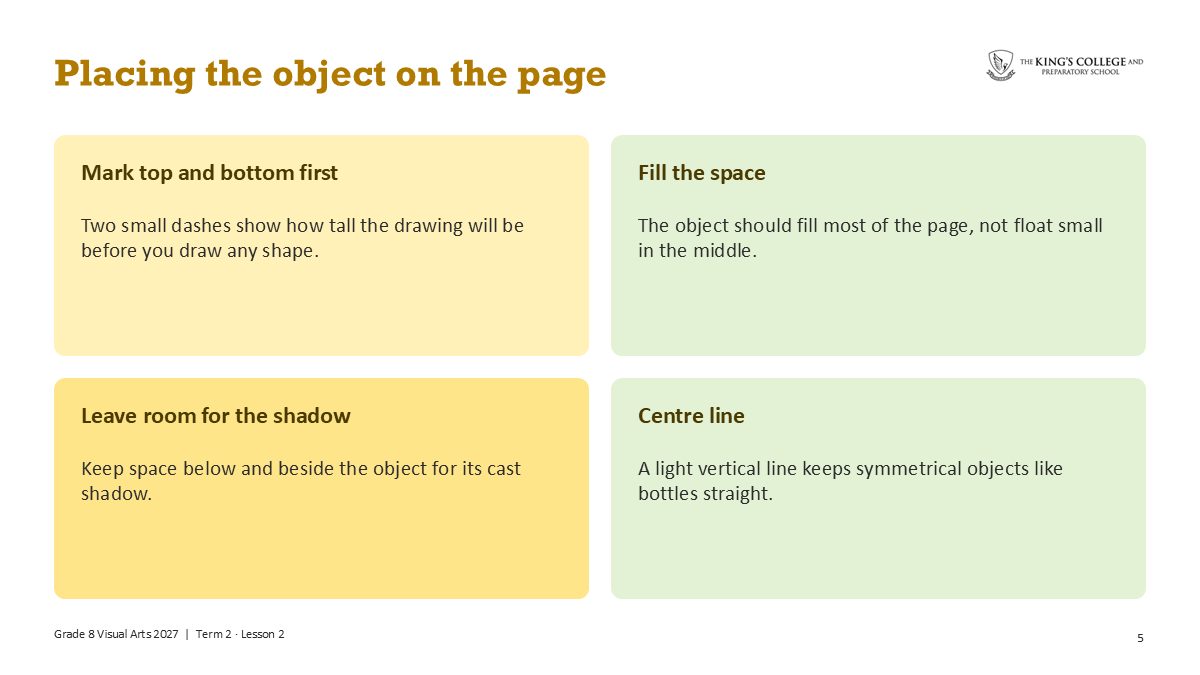 Placing the object on the page
THE KING'S COLLEGE AND
PREPARATORY SCHOOL
Mark top and bottom first
Two small dashes show how tall the drawing will be
before you draw any shape.
Fill the space
The object should fill most of the page, not float small
in the middle.
Leave room for the shadow
Keep space below and beside the object for its cast
shadow.
Centre line
A light vertical line keeps symmetrical objects like
bottles straight.
Grade 8 Visual Arts 2027 | Term 2 · Lesson 2
5